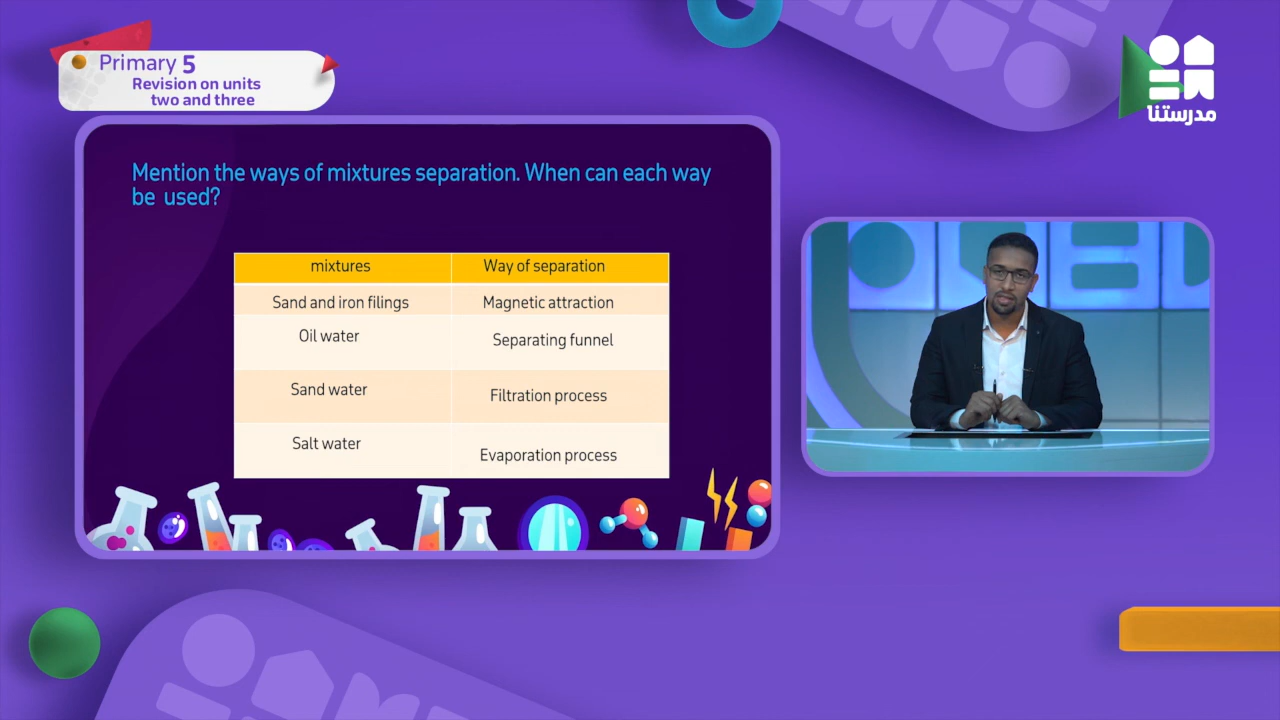 Primary 5
Revision on units
two and three
مدرستنا
Mention the ways of mixtures separation. When can each way
be used?
mixtures Way of separation
Sand and iron filings Magnetic attraction
Oil water Separating funnel
Sand water Filtration process
Salt water Evaporation process